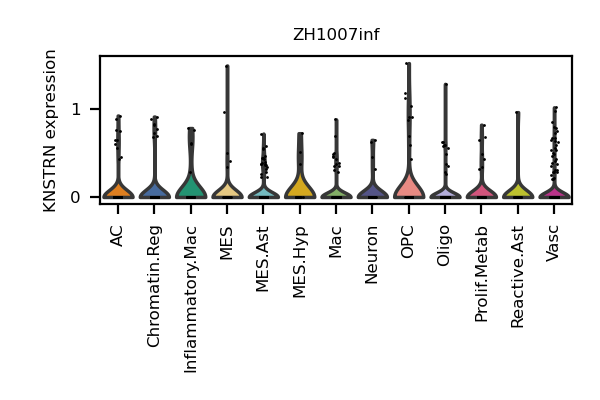 ZH1007inf
KNSTRN expression
1
0
AC
Chromatin.Reg
Inflammatory.Mac
MES
MES.Ast
MES.Hyp
Mac
Neuron
OPC
Oligo
Prolif.Metab
Reactive.Ast
Vasc